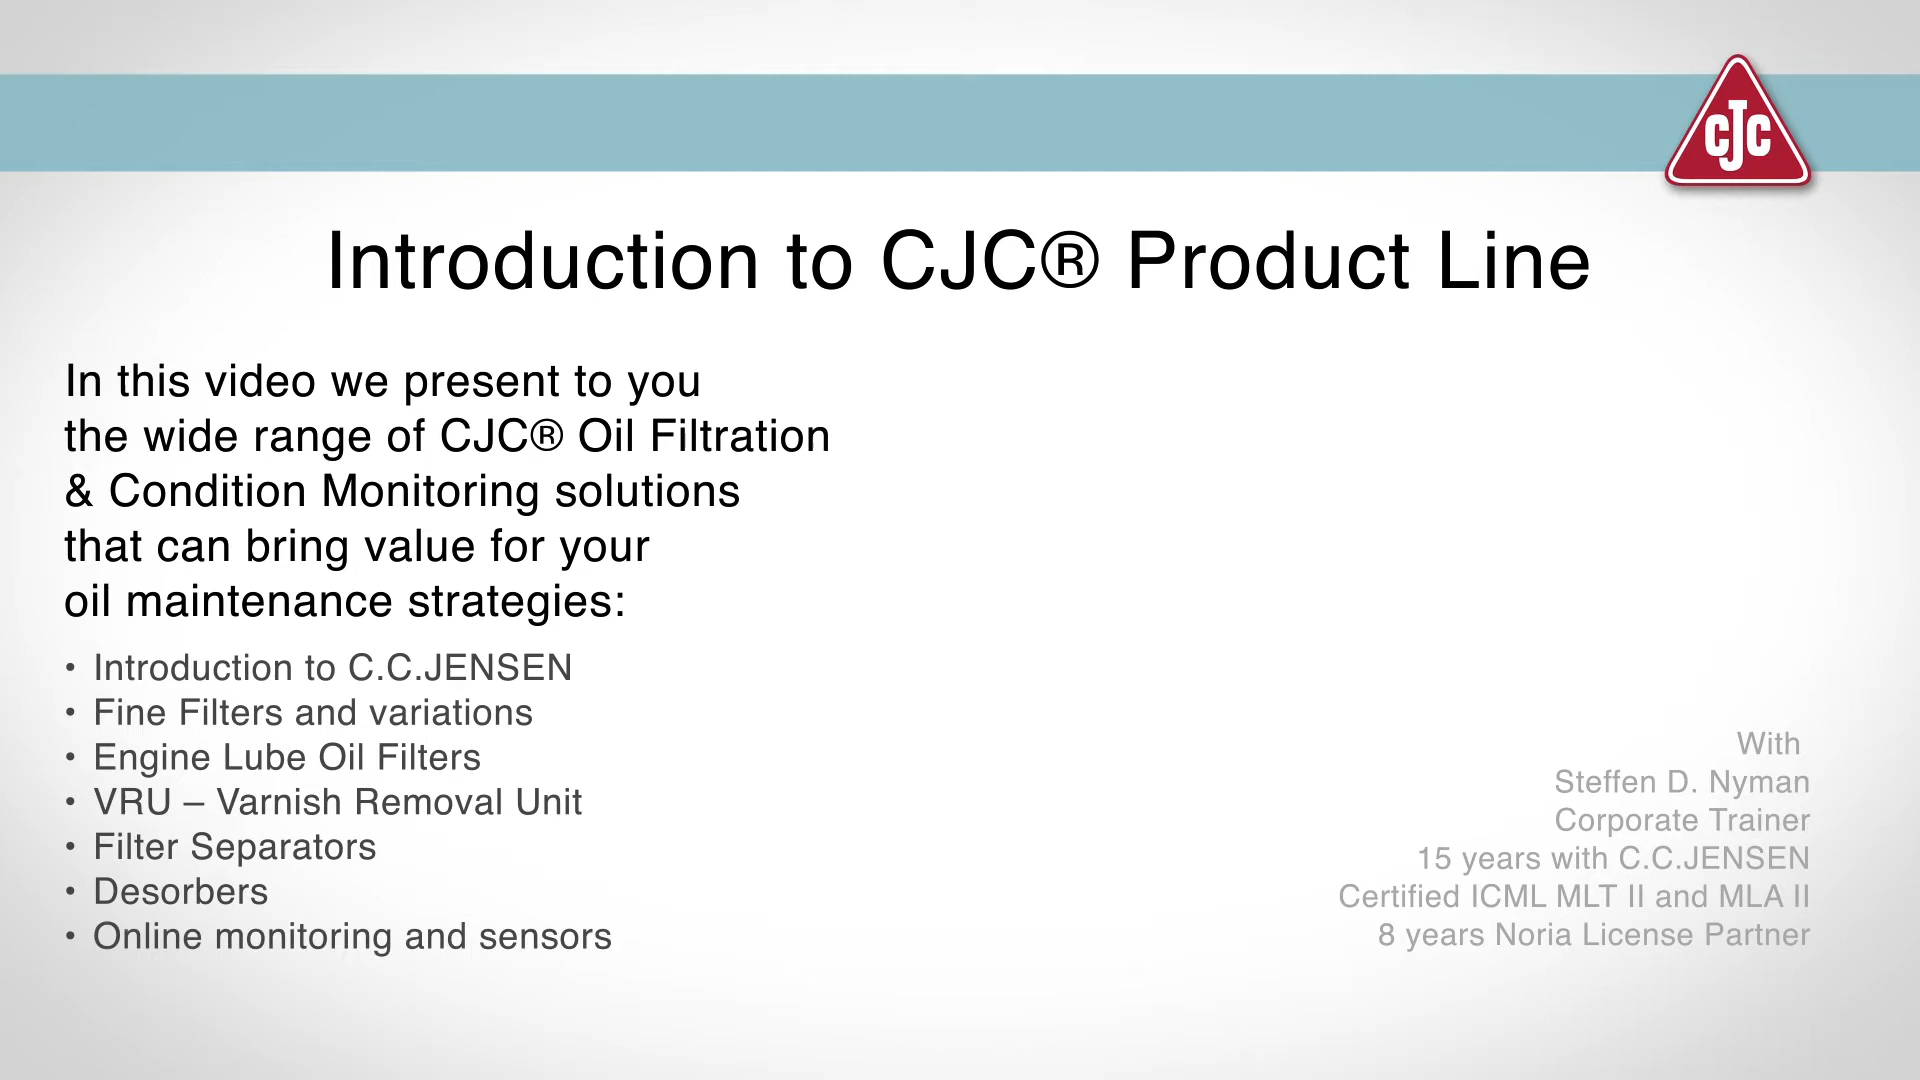 CJC
Introduction to CJC® Product Line
In this video we present to you
the wide range of CJC® Oil Filtration
& Condition Monitoring solutions
that can bring value for your
oil maintenance strategies:
• Introduction to C.C.JENSEN
• Fine Filters and variations
• Engine Lube Oil Filters
• VRU – Varnish Removal Unit
• Filter Separators
• Desorbers
• Online monitoring and sensors
With
Steffen D. Nyman
Corporate Trainer
15 years with C.C.JENSEN
Certified ICML MLT II and MLA II
8 years Noria License Partner